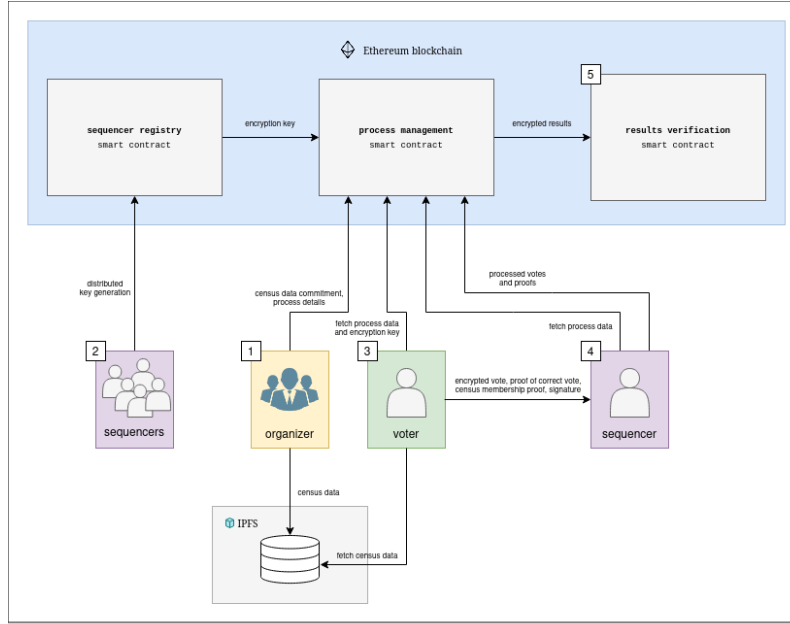 Ethereum blockchain
5
sequencer registry
smart contract
encryption key
process management
smart contract
encrypted results
results verification
smart contract
distributed
key generation
census data commitment,
process details
fetch process data
and encryption key
processed votes
and proofs
fetch process data
2
sequencers
1
organizer
3
voter
encrypted vote, proof of correct vote,
census membership proof, signature
4
sequencer
census data
IPFS
fetch census data